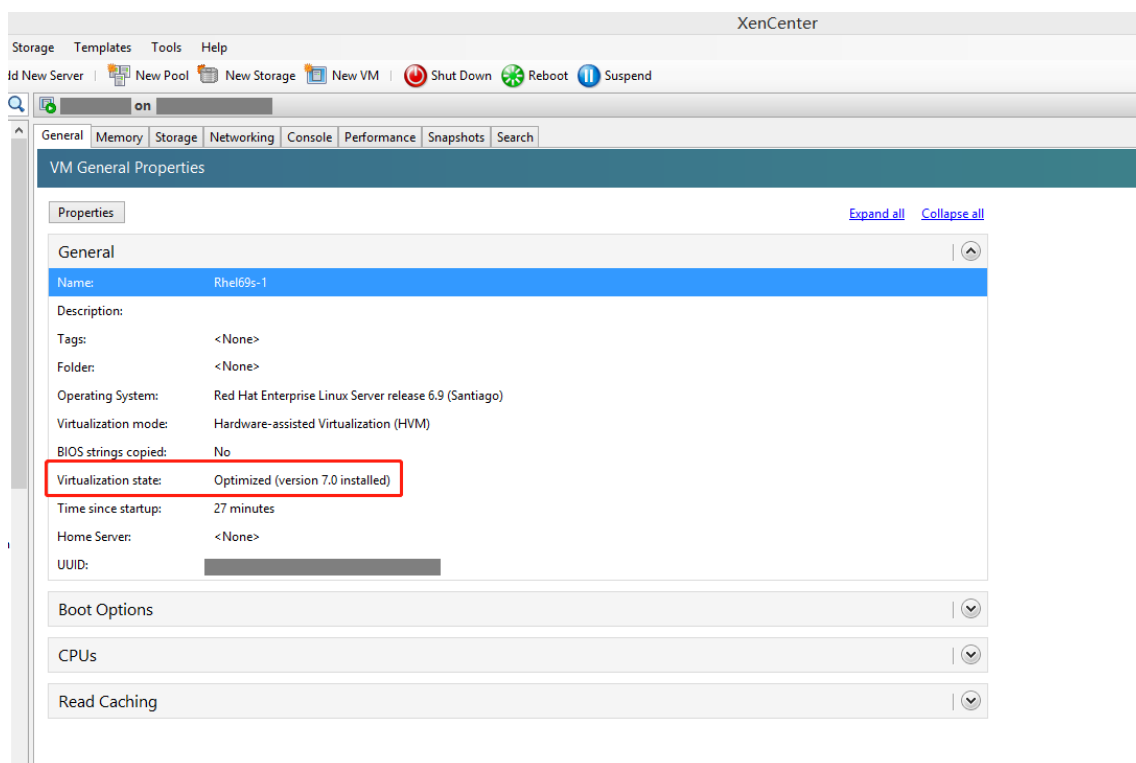 XenCenter
Storage Templates Tools Help
dd New Server New Pool New Storage New VM Shut Down Reboot Suspend
on
General Memory Storage Networking Console Performance Snapshots Search
VM General Properties
Properties Expand all Collapse all
General
Name: Rhel69s-1
Description:
Tags: <None>
Folder: <None>
Operating System: Red Hat Enterprise Linux Server release 6.9 (Santiago)
Virtualization mode: Hardware-assisted Virtualization (HVM)
BIOS strings copied: No
Virtualization state: Optimized (version 7.0 installed)
Time since startup: 27 minutes
Home Server: <None>
UUID:
Boot Options
CPUs
Read Caching